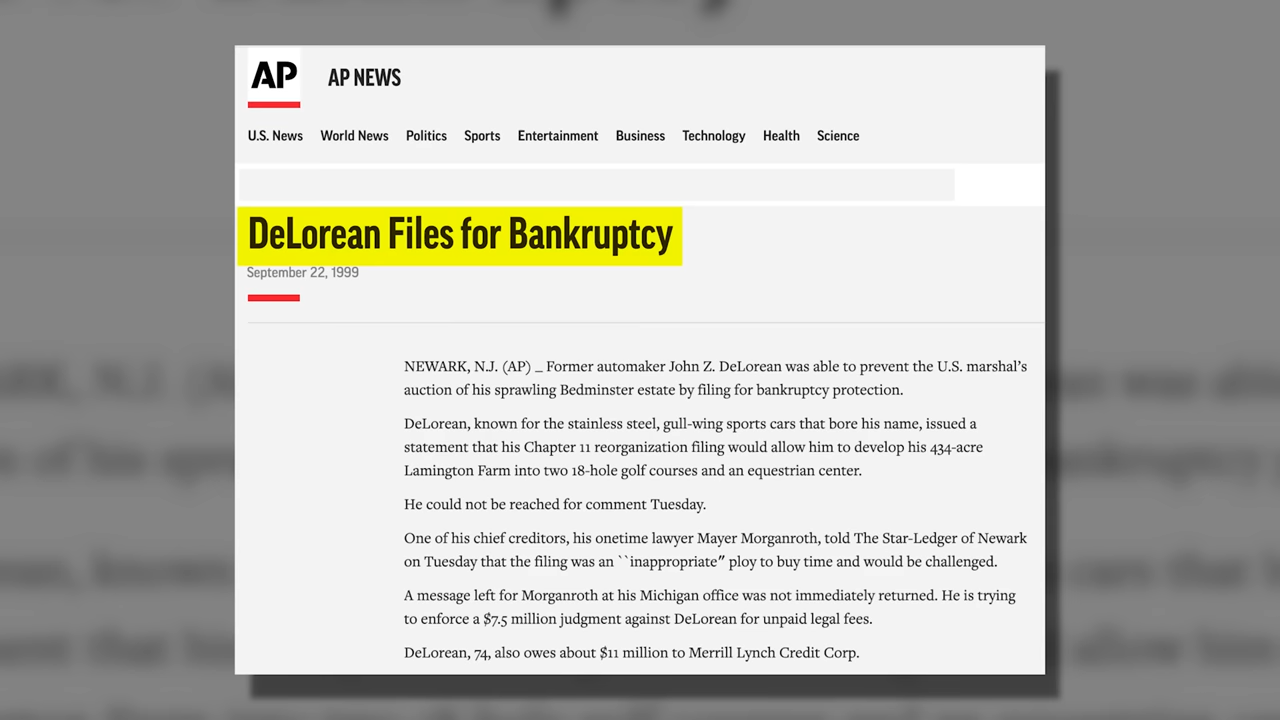 AP
AP NEWS
U.S. News World News Politics Sports Entertainment Business Technology Health Science
DeLorean Files for Bankruptcy
September 22, 1999
NEWARK, N.J. (AP) _ Former automaker John Z. DeLorean was able to prevent the U.S. marshal's
auction of his sprawling Bedminster estate by filing for bankruptcy protection.
DeLorean, known for the stainless steel, gull-wing sports cars that bore his name, issued a
statement that his Chapter 11 reorganization filing would allow him to develop his 434-acre
Lamington Farm into two 18-hole golf courses and an equestrian center.
He could not be reached for comment Tuesday.
One of his chief creditors, his onetime lawyer Mayer Morganroth, told The Star-Ledger of Newark
on Tuesday that the filing was an ``inappropriate″ ploy to buy time and would be challenged.
A message left for Morganroth at his Michigan office was not immediately returned. He is trying
to enforce a $7.5 million judgment against DeLorean for unpaid legal fees.
DeLorean, 74, also owes about $11 million to Merrill Lynch Credit Corp.